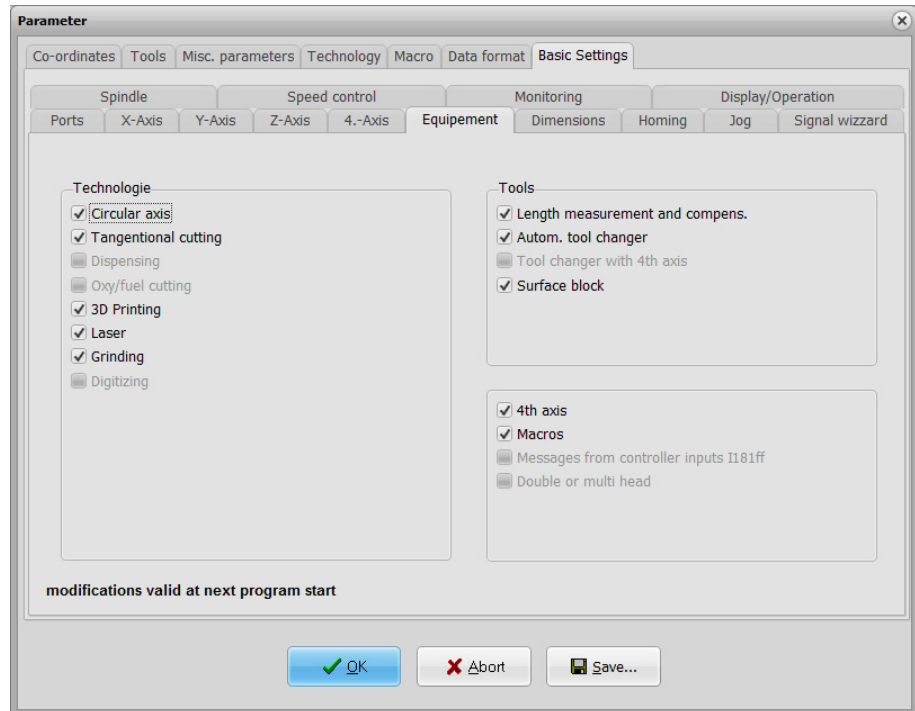 Parameter
Co-ordinates Tools Misc. parameters Technology Macro Data format Basic Settings
Spindle Speed control Monitoring Display/Operation
Ports X-Axis Y-Axis Z-Axis 4.-Axis Equipement Dimensions Homing Jog Signal wizzard
Technologie
Circular axis
Tangentional cutting
Dispensing
Oxy/fuel cutting
3D Printing
Laser
Grinding
Digitizing
Tools
Length measurement and compens.
Autom. tool changer
Tool changer with 4th axis
Surface block
4th axis
Macros
Messages from controller inputs I181ff
Double or multi head
modifications valid at next program start
OK Abort Save...